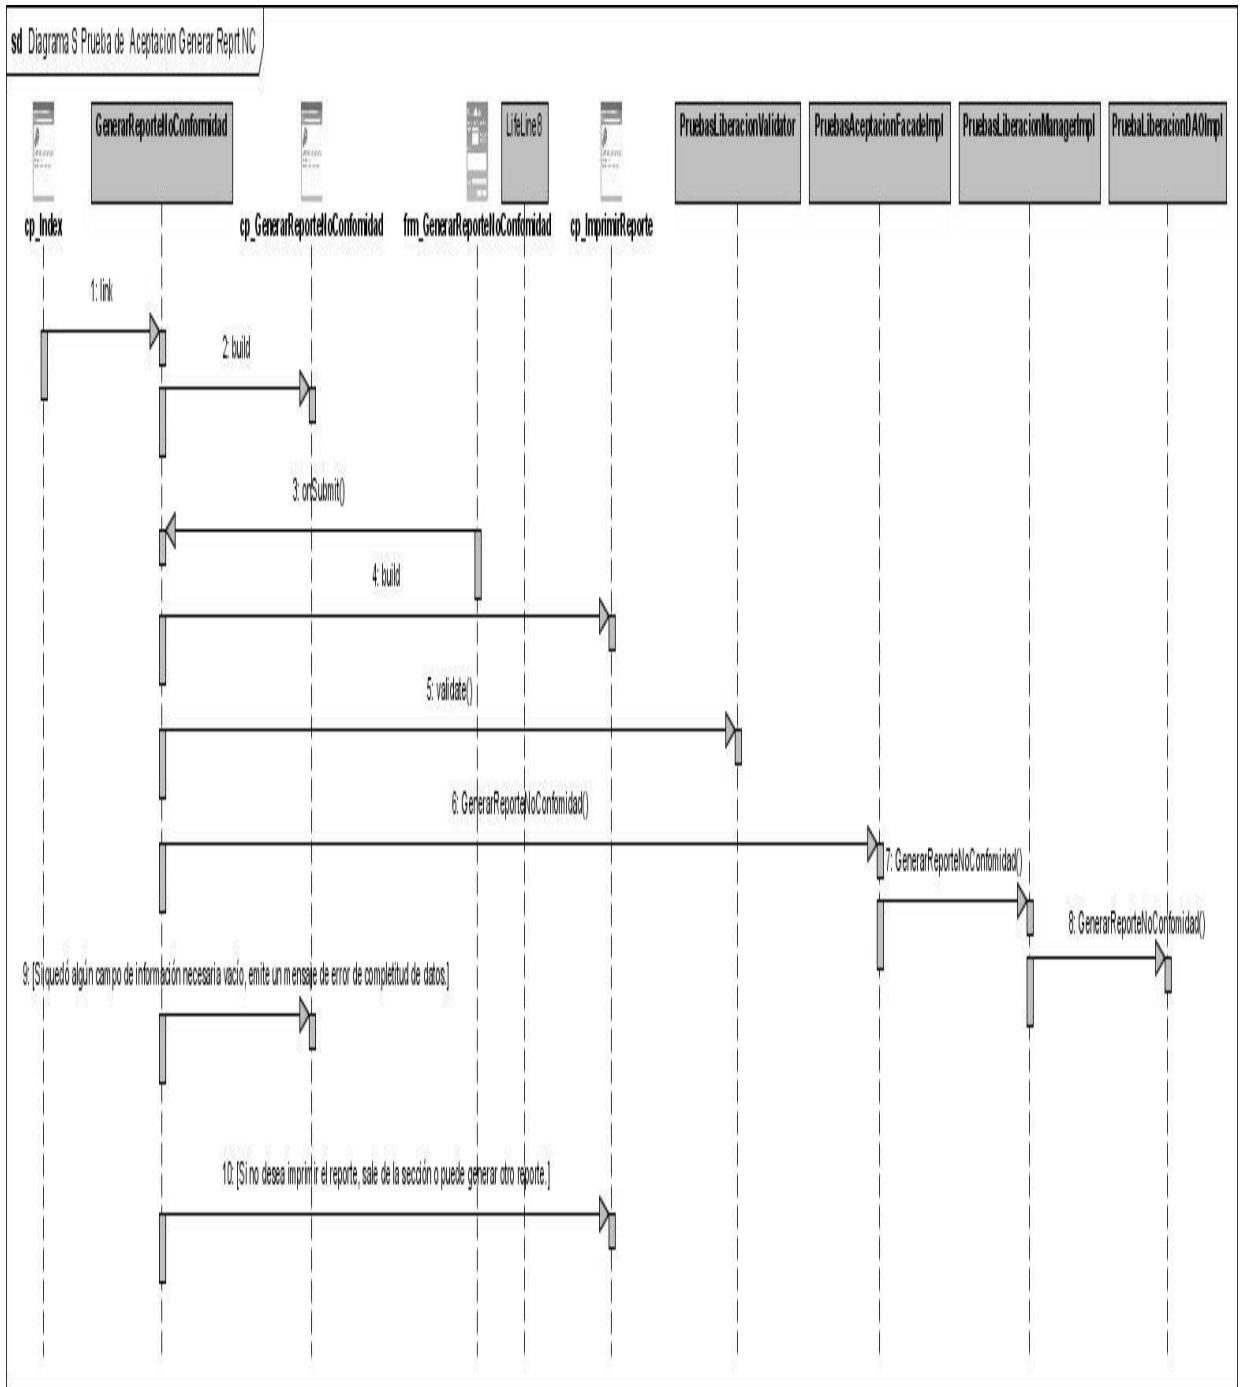 sd Diagrama S Prueba de Aceptacion Generar Reprt NC
GenerarReporteNoConformidad
LifeLine8
PruebasLiberacionValidator
PruebasAceptacionFacadeImpl
PruebasLiberacionManagerImpl
PruebaLiberacionDAOImpl
cp_Index
cp_GenerarReporteNoConfomidad
frm_GenerarReporteNoConfomidad
cp_ImprimirReporte
1: link
2: build
3: onSubmit()
4: build
5: validate()
6: GenerarReporteNoConfomidad()
7: GenerarReporteNoConfomidad()
8: GenerarReporteNoConfomidad()
9: [Si quedó algún campo de información necesaria vacío, emite un mensaje de error de completitud de datos.]
10: [Si no desea imprimir el reporte, sale de la sección o puede generar otro reporte.]